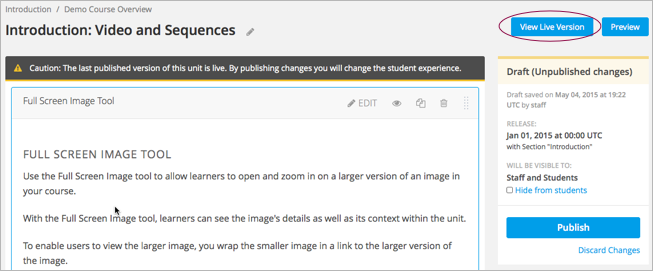 Introduction / Demo Course Overview
Introduction: Video and Sequences
View Live Version
Preview
Caution: The last published version of this unit is live. By publishing changes you will change the student experience.
Full Screen Image Tool
EDIT
FULL SCREEN IMAGE TOOL
Use the Full Screen Image tool to allow learners to open and zoom in on a larger version of an image in
your course.
With the Full Screen Image tool, learners can see the image's details as well as its context within the unit.
To enable users to view the larger image, you wrap the smaller image in a link to the larger version of
the image.
Draft (Unpublished changes)
Draft saved on May 04, 2015 at 19:22
UTC by staff
RELEASE:
Jan 01, 2015 at 00:00 UTC
with Section "Introduction"
WILL BE VISIBLE TO:
Staff and Students
Hide from students
Publish
Discard Changes